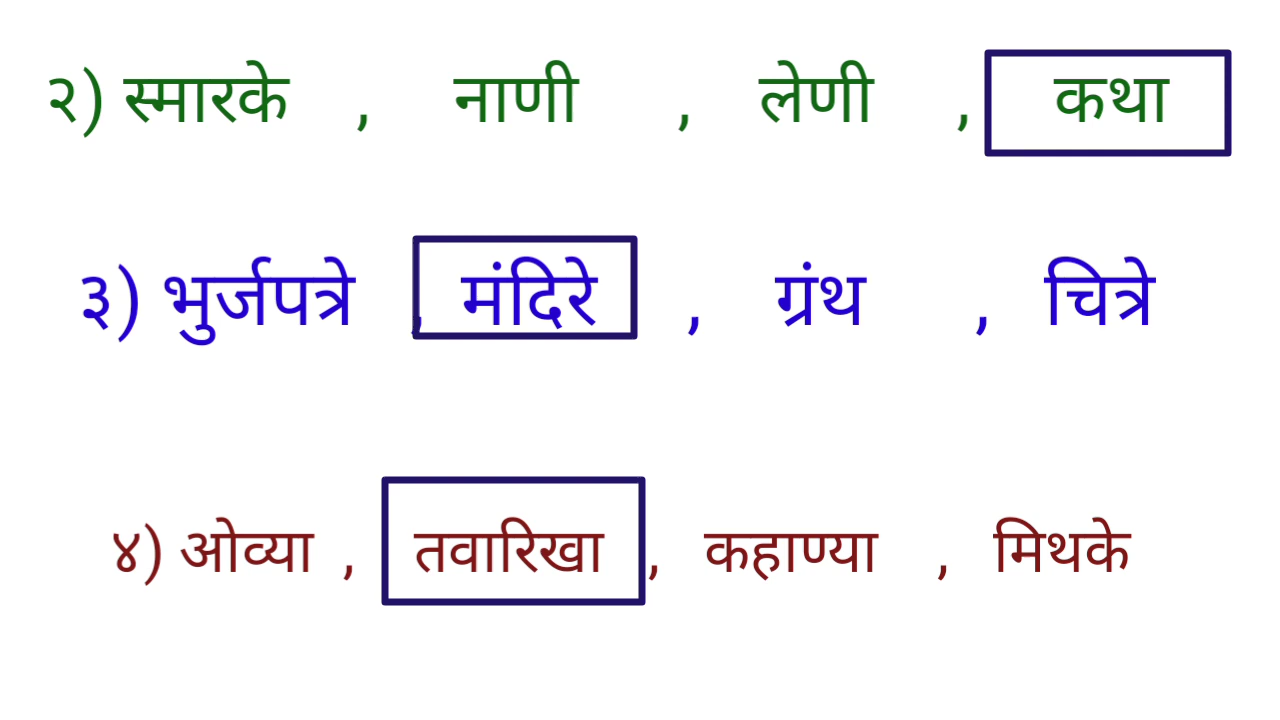 २) स्मारके , नाणी , लेणी , कथा
३) भुर्जपत्रे , मंदिरे , ग्रंथ , चित्रे
४) ओव्या , तवारिखा , कहाण्या , मिथके